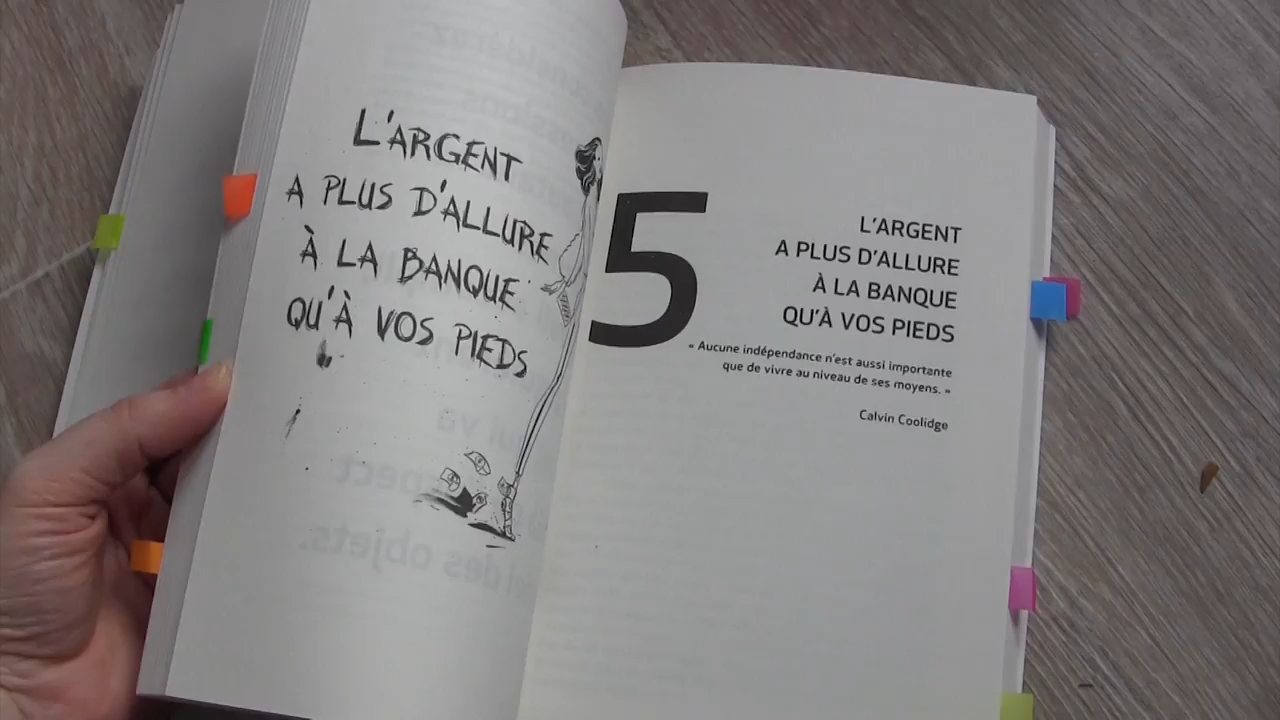 L'ARGENT
A PLUS D'ALLURE
À LA BANQUE
QU'À VOS PIEDS
5
L'ARGENT
A PLUS D'ALLURE
À LA BANQUE
QU'À VOS PIEDS
« Aucune indépendance n'est aussi importante
que de vivre au niveau de ses moyens. »
Calvin Coolidge